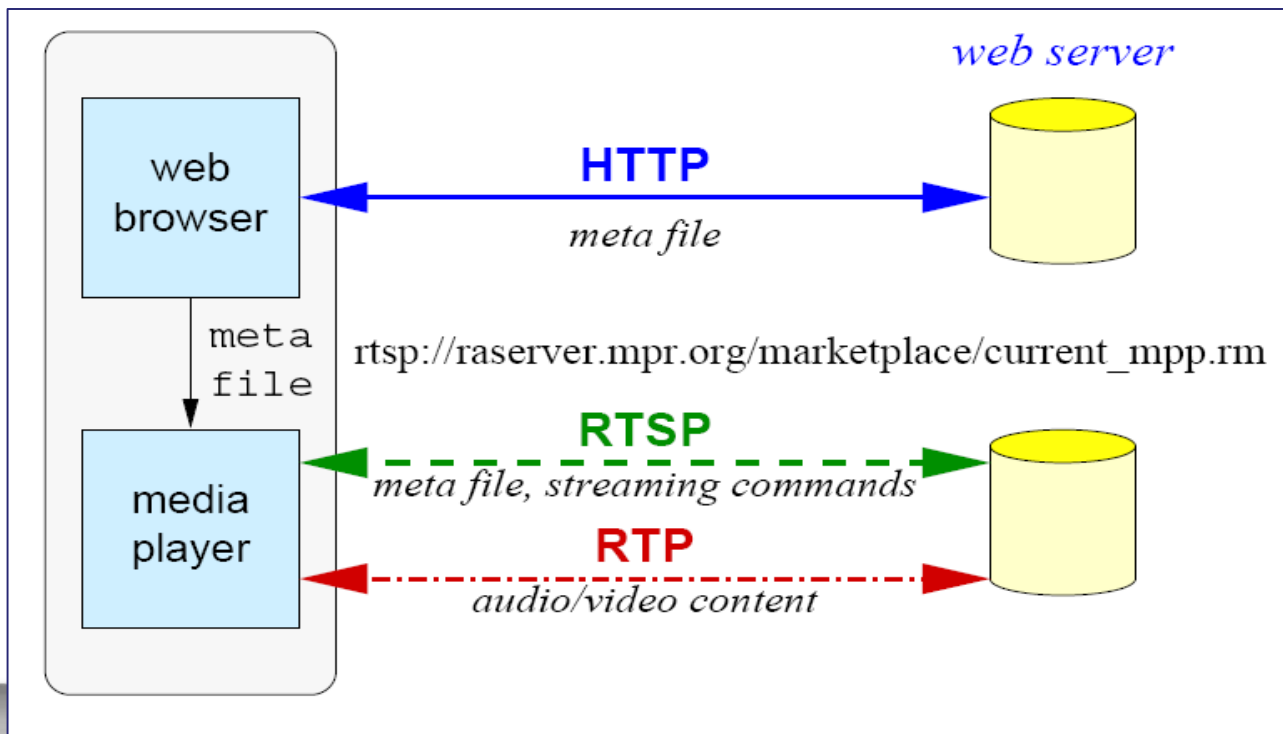 web server
web
browser
HTTP
meta file
meta
file
rtsp://raserver.mpr.org/marketplace/current_mpp.rm
media
player
RTSP
meta file, streaming commands
RTP
audio/video content